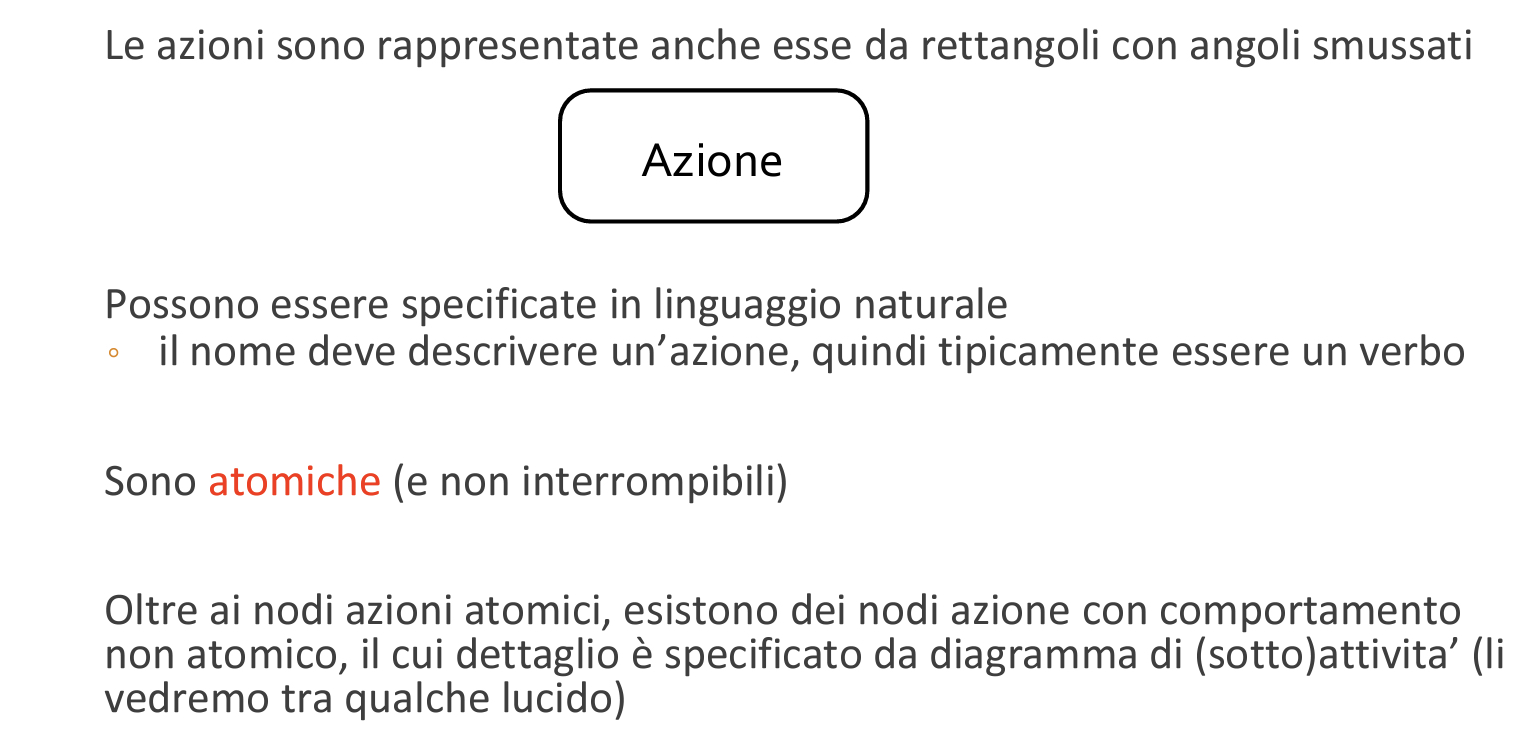 Le azioni sono rappresentate anche esse da rettangoli con angoli smussati
Azione
Possono essere specificate in linguaggio naturale
◦ il nome deve descrivere un’azione, quindi tipicamente essere un verbo
Sono atomiche (e non interrompibili)
Oltre ai nodi azioni atomici, esistono dei nodi azione con comportamento
non atomico, il cui dettaglio è specificato da diagramma di (sotto)attivita’ (li
vedremo tra qualche lucido)